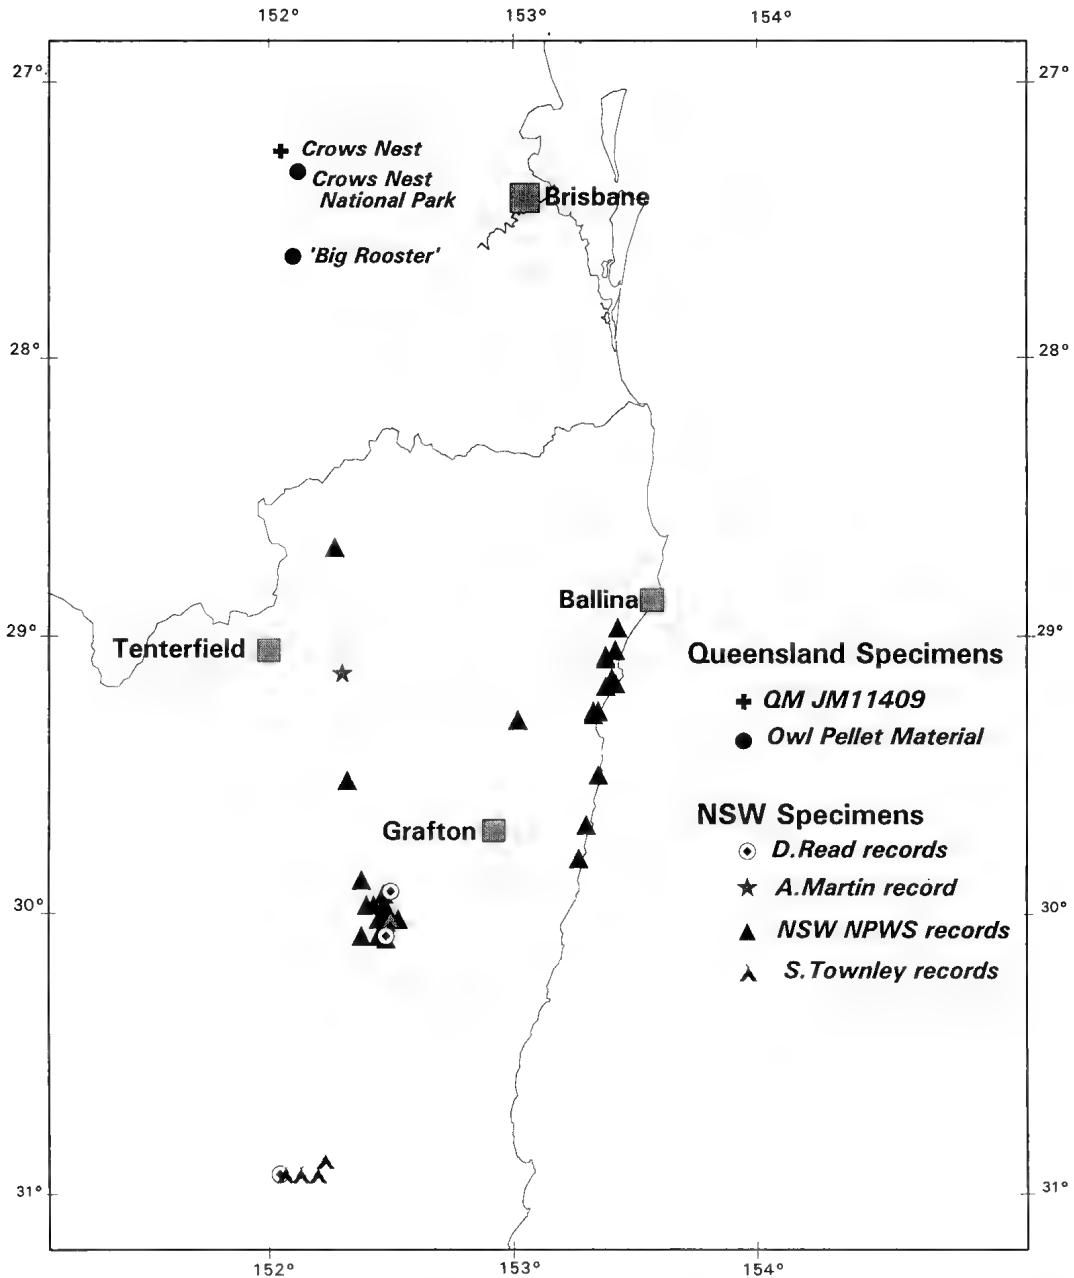 152° 153° 154°
27° 27°
Crows Nest
Crows Nest
National Park
Brisbane
'Big Rooster'
28° 28°
Ballina
29° 29°
Tenterfield
Queensland Specimens
QM JM11409
Owl Pellet Material
NSW Specimens
Grafton
D.Read records
A.Martin record
30° 30°
NSW NPWS records
S.Townley records
31° 31°
152° 153° 154°